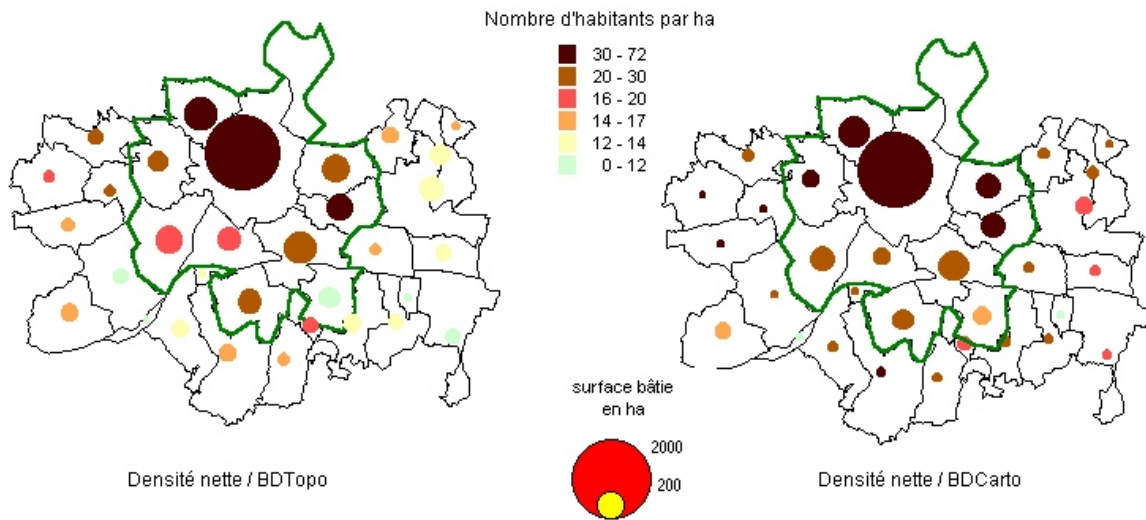 Nombre d'habitants par ha
30 - 72
20 - 30
16 - 20
14 - 17
12 - 14
0 - 12
surface bâtie
en ha
2000
200
Densité nette / BDTopo
Densité nette / BDCarto